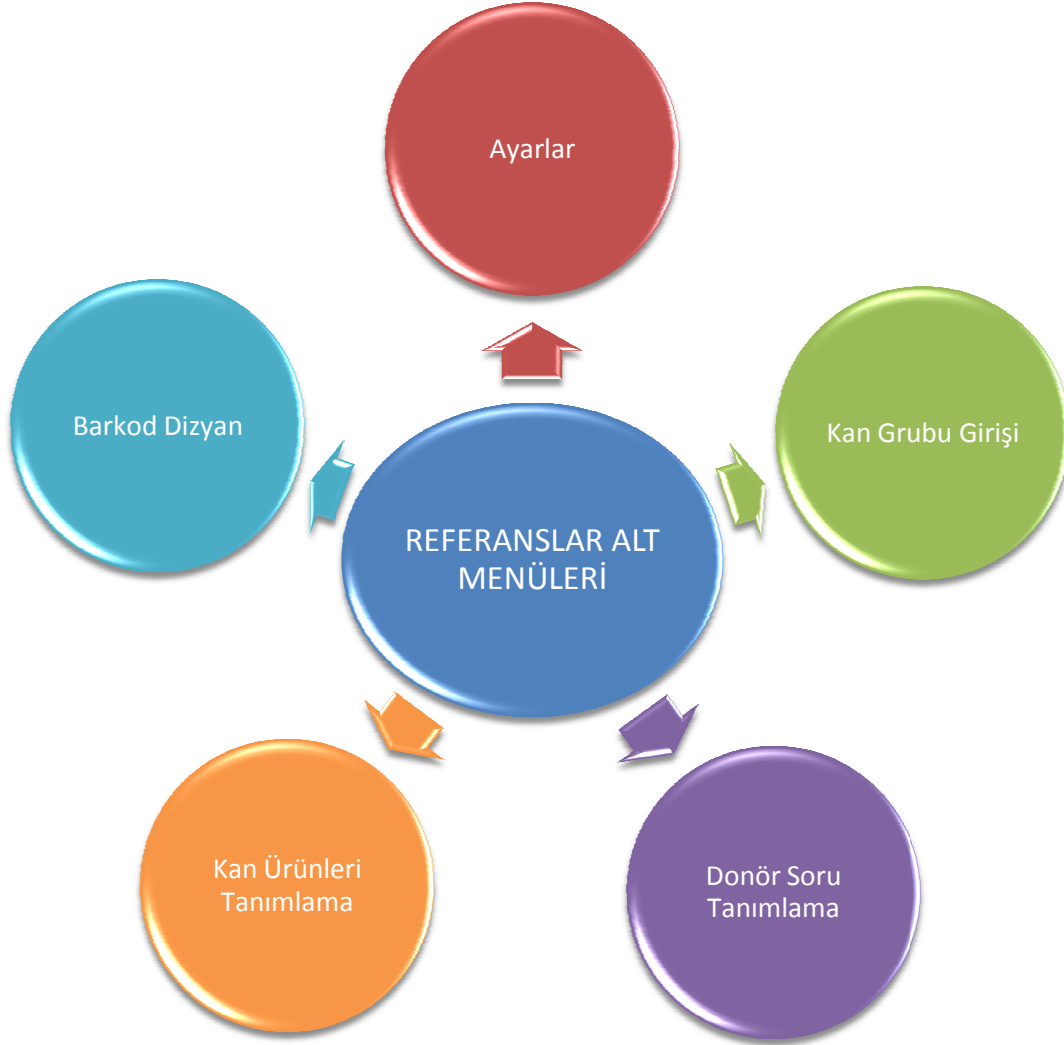 Ayarlar
Barkod Dizyan
Kan Grubu Girişi
REFERANSLAR ALT
MENÜLERİ
Kan Ürünleri
Tanımlama
Donör Soru
Tanımlama